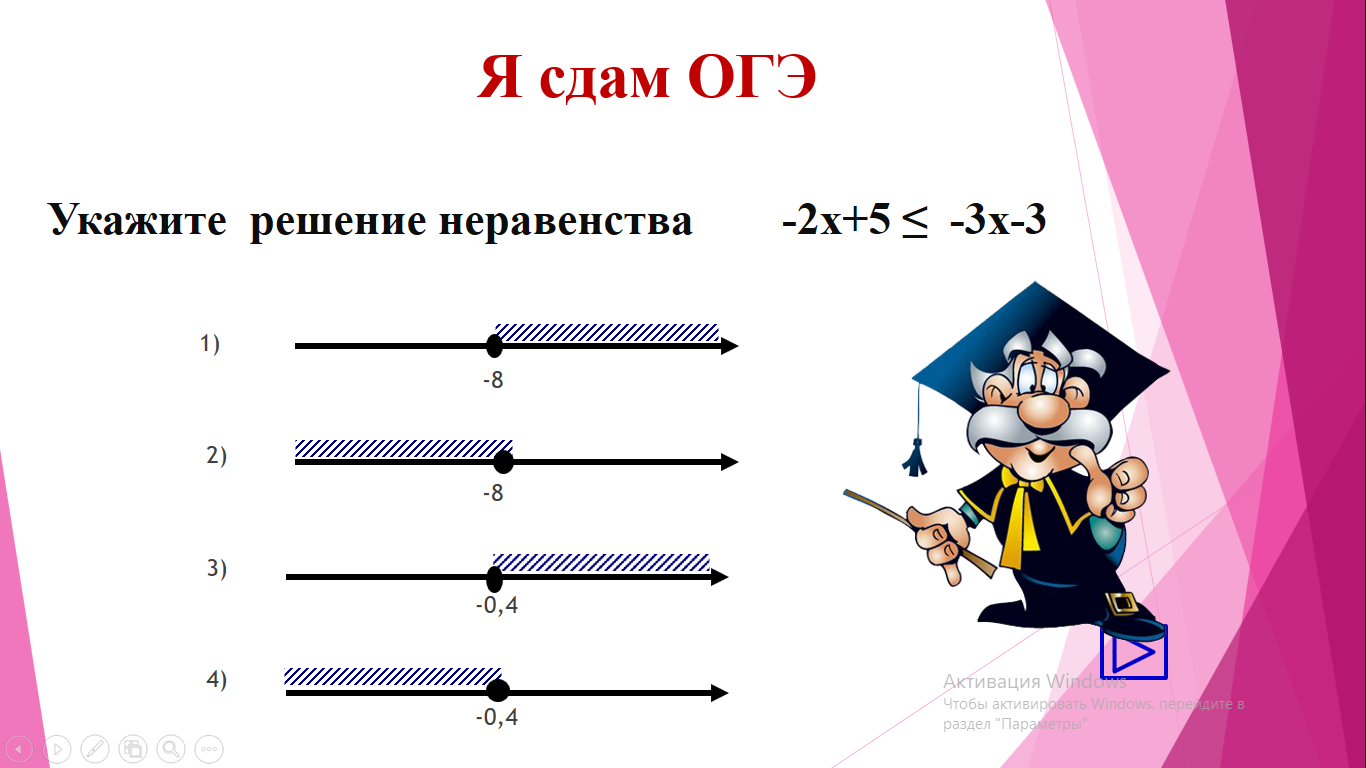 Я сдам ОГЭ
Укажите решение неравенства -2x+5 ≤ -3x-3
1)
-8
2)
-8
3)
-0,4
4)
-0,4
Активация Windows
Чтобы активировать Windows, перейдите в
раздел "Параметры".